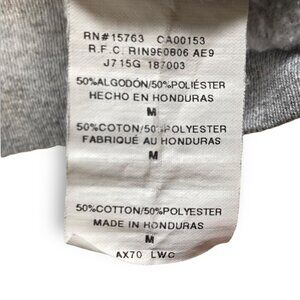 RN#15763 CA00153
R.F.C. RIN960806 AE9
J715G 187003
50%ALGODÓN/50%POLIÉSTER
HECHO EN HONDURAS
M
50%COTON/50%POLYESTER
FABRIQUÉ AU HONDURAS
M
50%COTTON/50%POLYESTER
MADE IN HONDURAS
M
AX70 LWC